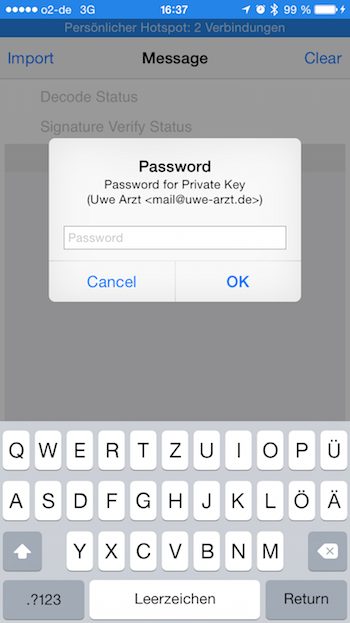 o2-de 3G 16:37 99 %
Persönlicher Hotspot: 2 Verbindungen
Import Message Clear
Decode Status
Signature Verify Status
Password
Password for Private Key
(Uwe Arzt <mail@uwe-arzt.de>)
Password
Cancel OK
Q W E R T Z U I O P Ü
A S D F G H J K L Ö Ä
Y X C V B N M
.?123 Leerzeichen Return